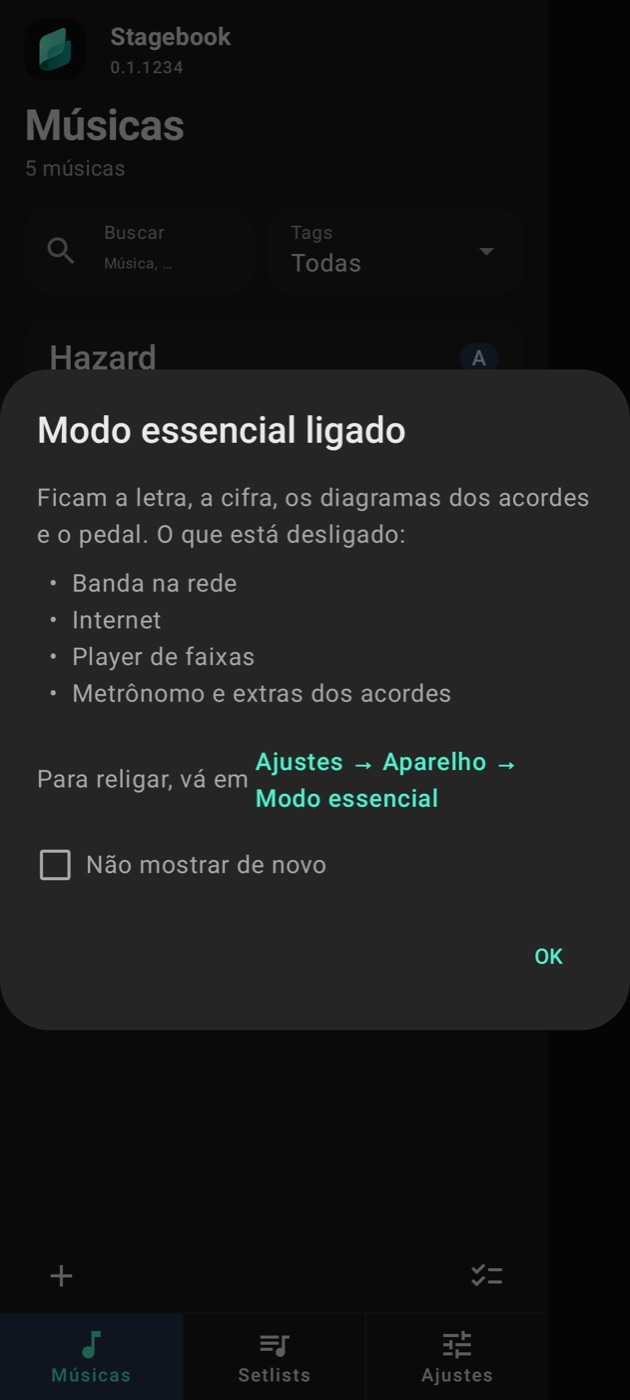 Stagebook
0.1.1234
Músicas
5 músicas
Buscar
Música, ...
Tags
Todas
Hazard
A
Modo essencial ligado
Ficam a letra, a cifra, os diagramas dos acordes
e o pedal. O que está desligado:
• Banda na rede
• Internet
• Player de faixas
• Metrônomo e extras dos acordes
Para religar, vá em Ajustes → Aparelho →
Modo essencial
Não mostrar de novo
OK
Músicas
Setlists
Ajustes